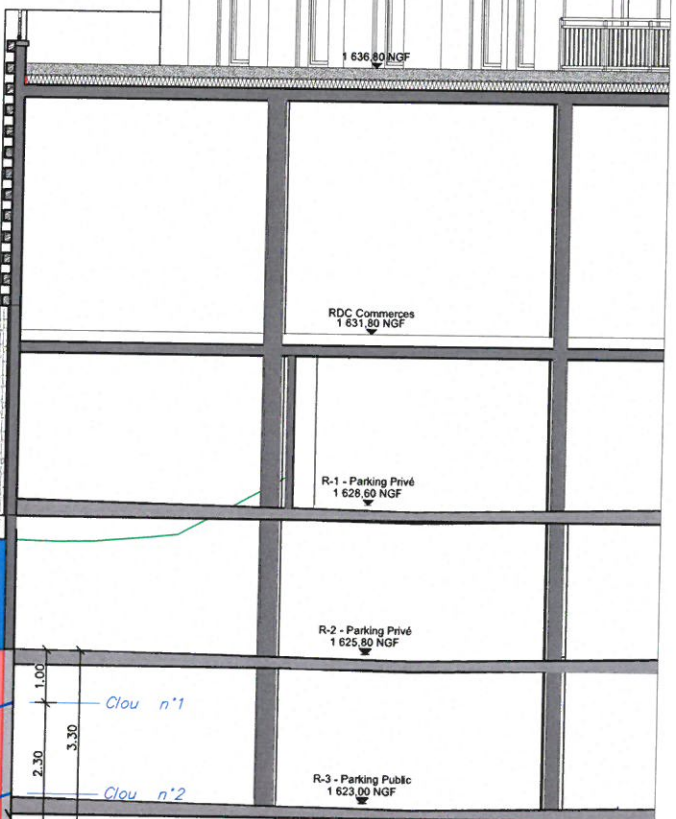 1 636,80 NGF
RDC Commerces
1 631,80 NGF
R-1 - Parking Privé
1 628,60 NGF
R-2 - Parking Privé
1 625,80 NGF
1.00
Clou n°1
3.30
2.30
R-3 - Parking Public
1 623,00 NGF
Clou n°2